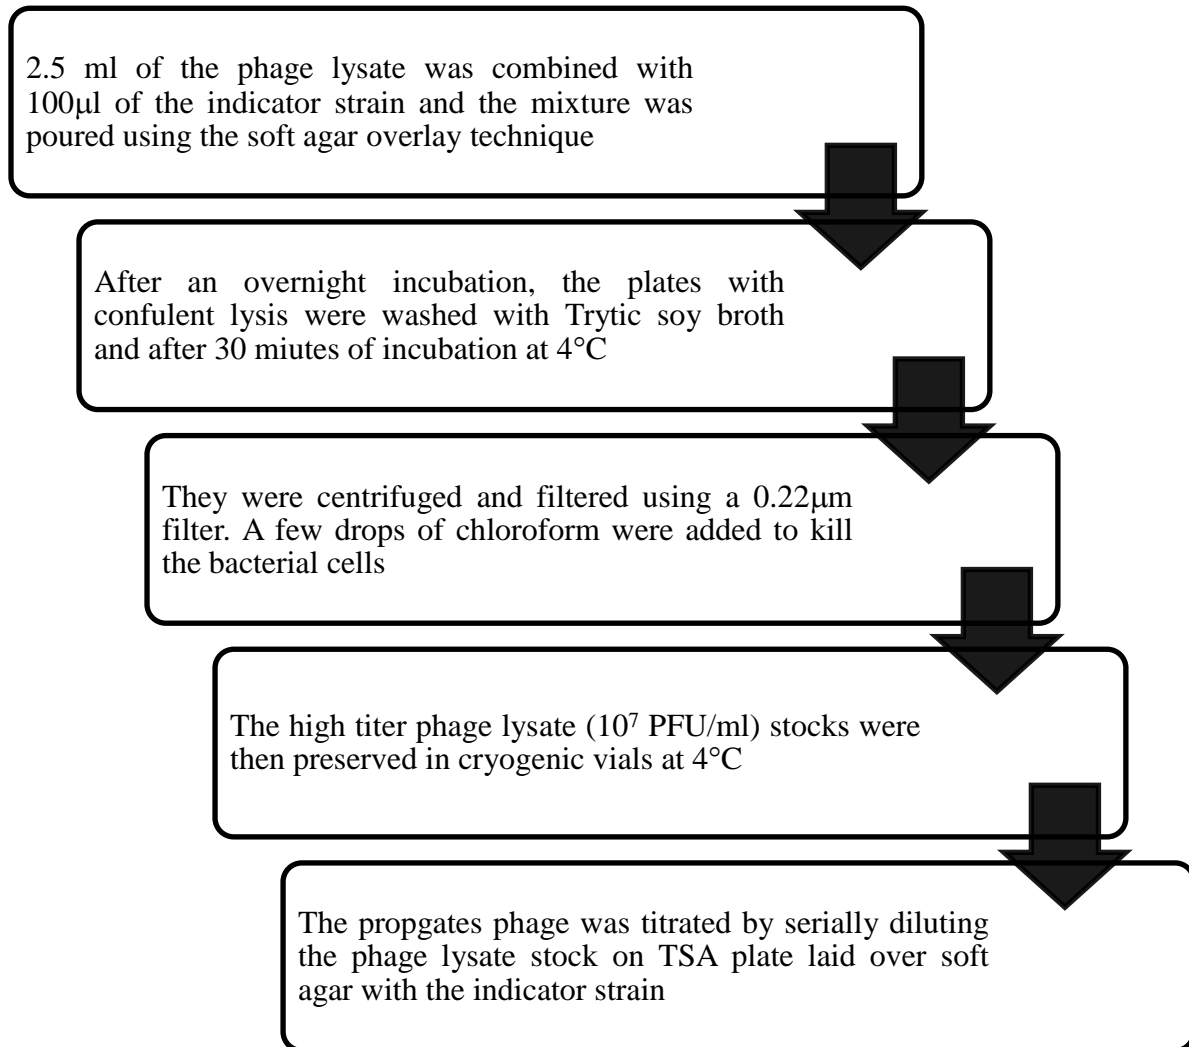 2.5 ml of the phage lysate was combined with
100μl of the indicator strain and the mixture was
poured using the soft agar overlay technique
After an overnight incubation, the plates with
confulent lysis were washed with Trytic soy broth
and after 30 miutes of incubation at 4°C
They were centrifuged and filtered using a 0.22μm
filter. A few drops of chloroform were added to kill
the bacterial cells
The high titer phage lysate (10⁷ PFU/ml) stocks were
then preserved in cryogenic vials at 4°C
The propgates phage was titrated by serially diluting
the phage lysate stock on TSA plate laid over soft
agar with the indicator strain